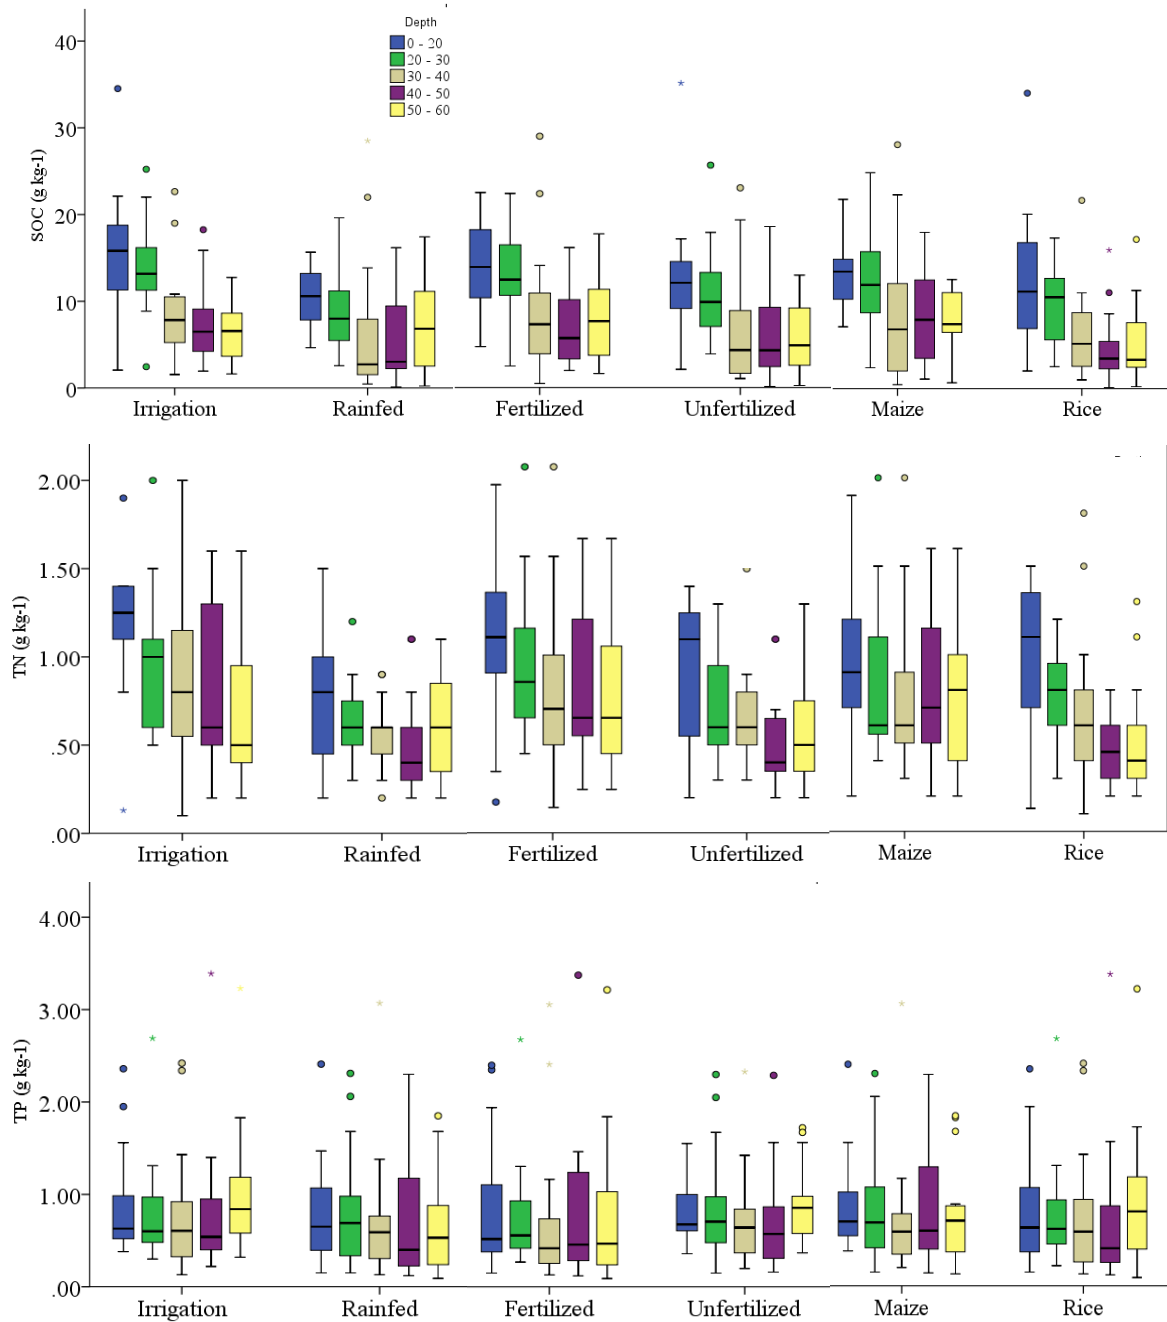 Depth
0 - 20
20 - 30
30 - 40
40 - 50
50 - 60
SOC (g kg-1)
40
30
20
10
0
Irrigation Rainfed Fertilized Unfertilized Maize Rice
TN (g kg-1)
2.00
1.50
1.00
.50
.00
Irrigation Rainfed Fertilized Unfertilized Maize Rice
TP (g kg-1)
4.00
3.00
2.00
1.00
.00
Irrigation Rainfed Fertilized Unfertilized Maize Rice